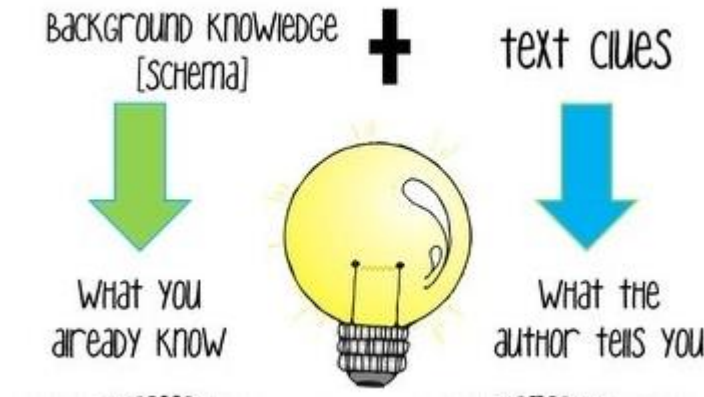 Background Knowledge
[Schema]
+
Text Clues
What you
already know
What the
author tells you